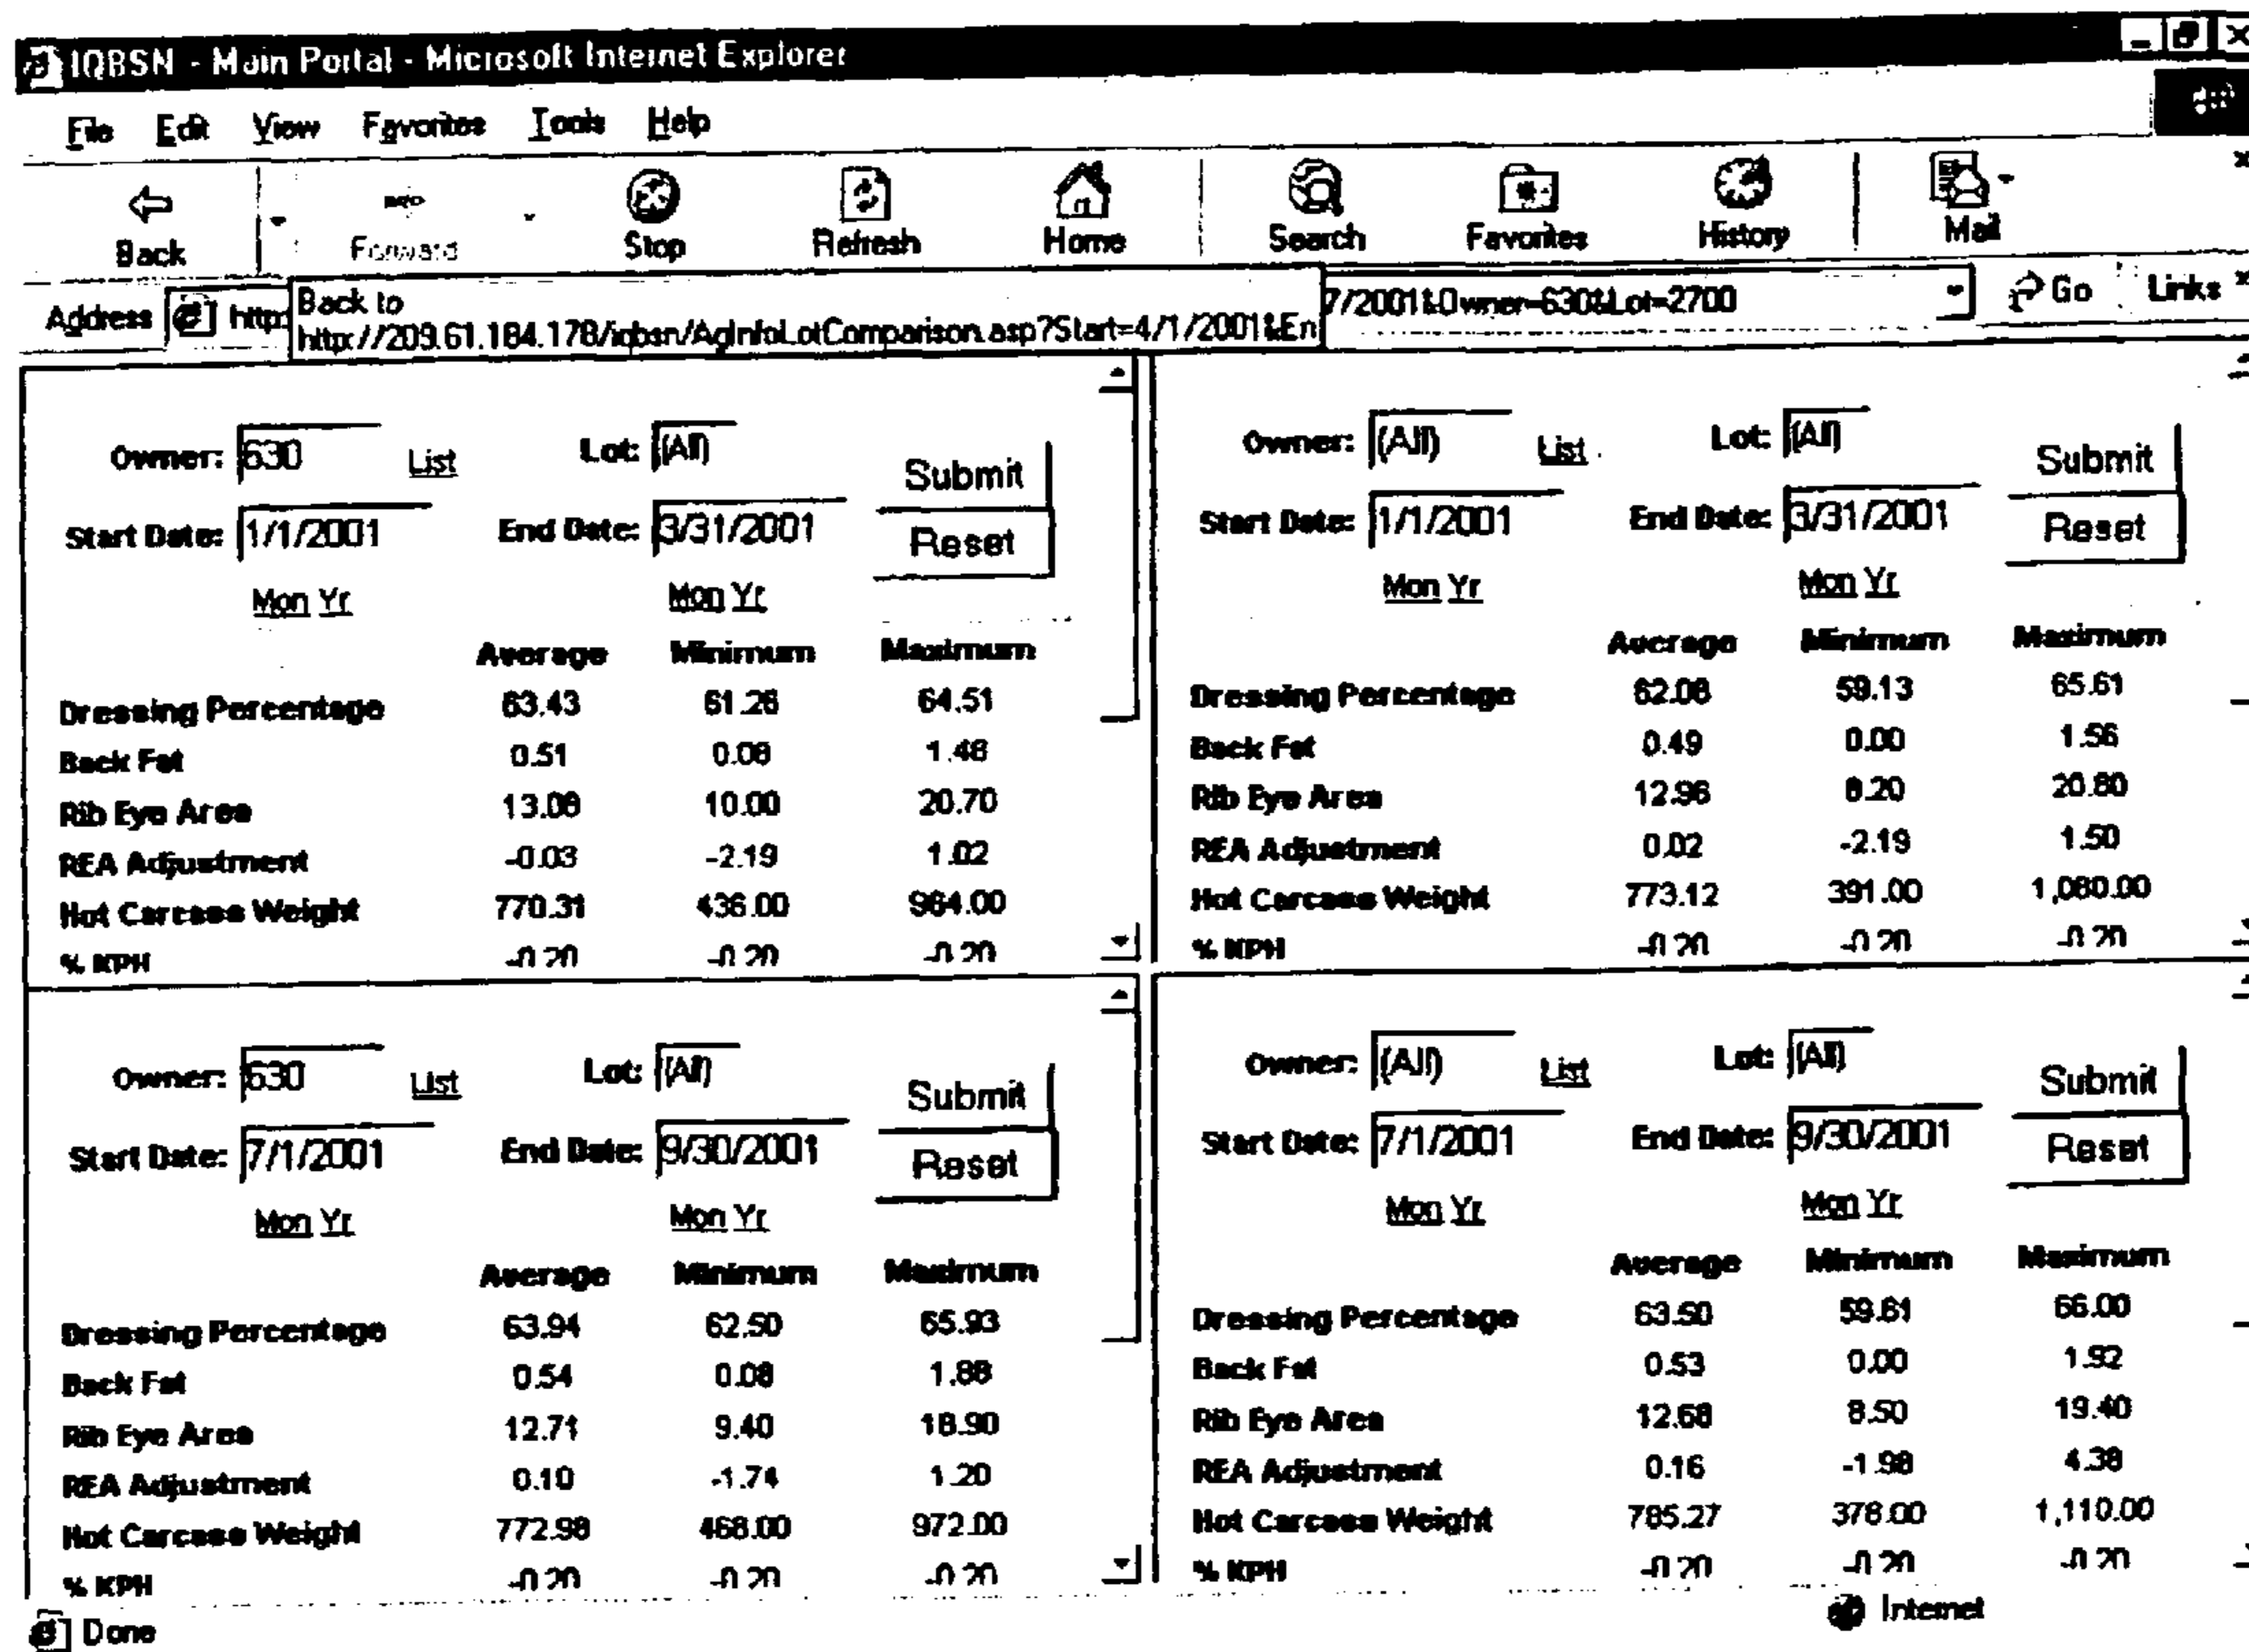 IQBSN - Main Portal - Microsoft Internet Explorer
File Edit View Favorites Tools Help
Back Forward Stop Refresh Home Search Favorites History Mail
Address http: Back to 7/2001&Owner=630&Lot=2700 Go Links
http://209.61.184.178/iqbsn/AgInfoLotComparison.asp?Start=4/1/2001&En
Owner: 630 List Lot: (All) Submit
Start Date: 1/1/2001 End Date: 3/31/2001 Reset
Mon Yr Mon Yr
Average Minimum Maximum
Dressing Percentage 63.43 61.26 64.51
Back Fat 0.51 0.08 1.48
Rib Eye Area 13.08 10.00 20.70
REA Adjustment -0.03 -2.19 1.02
Hot Carcass Weight 770.31 436.00 964.00
% KPH -0.20 -0.20 -0.20
Owner: (All) List Lot: (All) Submit
Start Date: 1/1/2001 End Date: 3/31/2001 Reset
Mon Yr Mon Yr
Average Minimum Maximum
Dressing Percentage 62.08 59.13 65.61
Back Fat 0.49 0.00 1.56
Rib Eye Area 12.96 8.20 20.80
REA Adjustment 0.02 -2.19 1.50
Hot Carcass Weight 773.12 391.00 1,080.00
% KPH -0.20 -0.20 -0.20
Owner: 630 List Lot: (All) Submit
Start Date: 7/1/2001 End Date: 9/30/2001 Reset
Mon Yr Mon Yr
Average Minimum Maximum
Dressing Percentage 63.94 62.50 65.93
Back Fat 0.54 0.08 1.88
Rib Eye Area 12.71 9.40 18.90
REA Adjustment 0.10 -1.74 1.20
Hot Carcass Weight 772.98 468.00 972.00
% KPH -0.20 -0.20 -0.20
Owner: (All) List Lot: (All) Submit
Start Date: 7/1/2001 End Date: 9/30/2001 Reset
Mon Yr Mon Yr
Average Minimum Maximum
Dressing Percentage 63.50 59.61 66.00
Back Fat 0.53 0.00 1.92
Rib Eye Area 12.68 8.50 19.40
REA Adjustment 0.16 -1.98 4.38
Hot Carcass Weight 785.27 378.00 1,110.00
% KPH -0.20 -0.20 -0.20
Done Internet